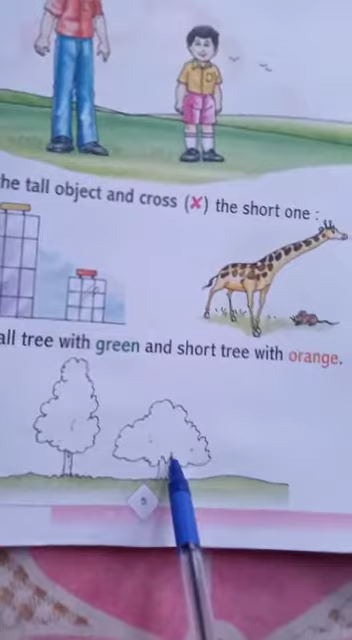 he tall object and cross (✗) the short one :
all tree with green and short tree with orange.